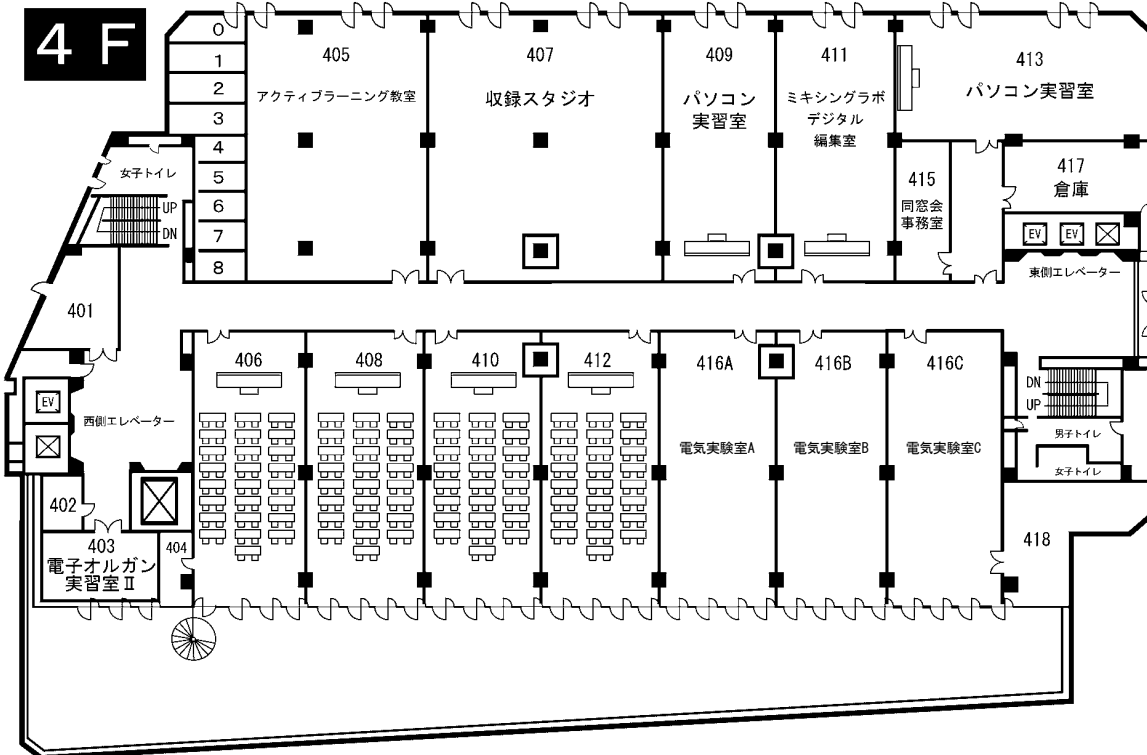 4 F
0
1
2
3
4
5
6
7
8
405
アクティブラーニング教室
407
収録スタジオ
409
パソコン
実習室
411
ミキシングラボ
デジタル
編集室
413
パソコン実習室
415
同窓会
事務室
417
倉庫
EV
EV
東側エレベーター
女子トイレ
UP
DN
401
EV
西側エレベーター
402
403
電子オルガン
実習室Ⅱ
404
406
408
410
412
416A
電気実験室A
416B
電気実験室B
416C
電気実験室C
DN
UP
男子トイレ
女子トイレ
418